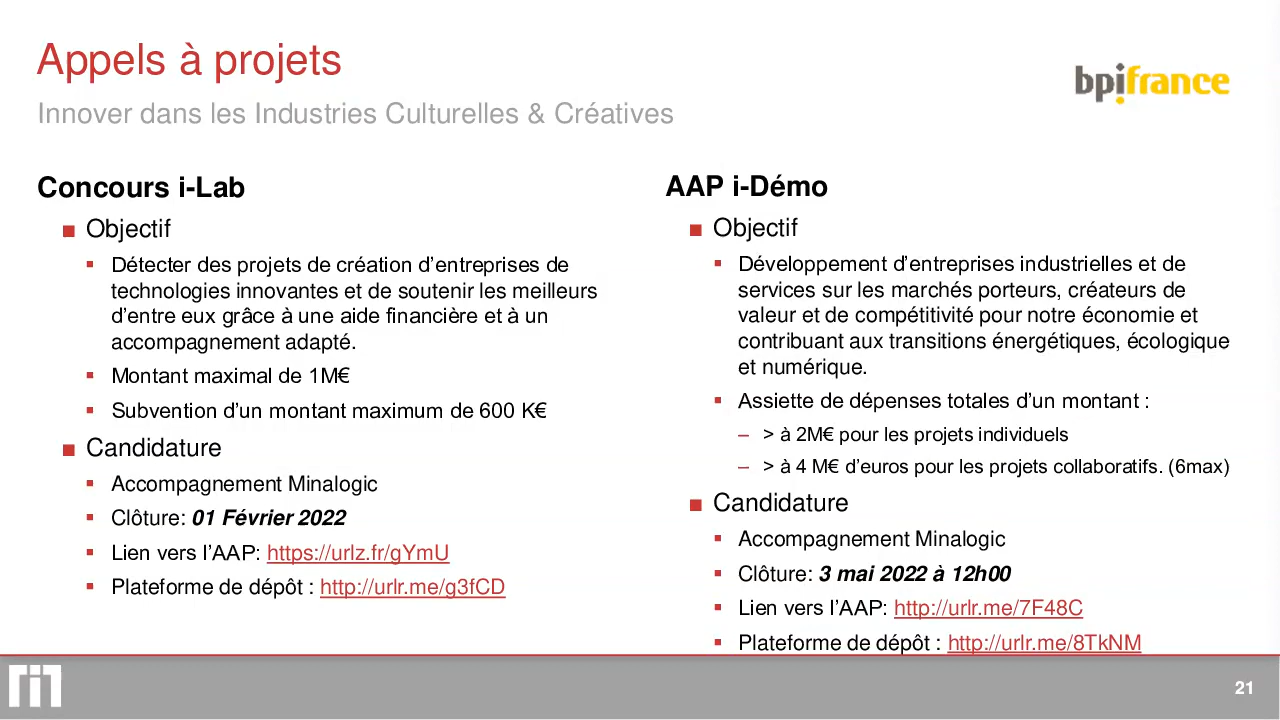 Appels à projets
bpifrance
Innover dans les Industries Culturelles & Créatives
Concours i-Lab
■ Objectif
▪ Détecter des projets de création d’entreprises de
technologies innovantes et de soutenir les meilleurs
d’entre eux grâce à une aide financière et à un
accompagnement adapté.
▪ Montant maximal de 1M€
▪ Subvention d’un montant maximum de 600 K€
■ Candidature
▪ Accompagnement Minalogic
▪ Clôture: 01 Février 2022
▪ Lien vers l’AAP: https://urlz.fr/gYmU
▪ Plateforme de dépôt : http://urlr.me/g3fCD
AAP i-Démo
■ Objectif
▪ Développement d’entreprises industrielles et de
services sur les marchés porteurs, créateurs de
valeur et de compétitivité pour notre économie et
contribuant aux transitions énergétiques, écologique
et numérique.
▪ Assiette de dépenses totales d’un montant :
– > à 2M€ pour les projets individuels
– > à 4 M€ d’euros pour les projets collaboratifs. (6max)
■ Candidature
▪ Accompagnement Minalogic
▪ Clôture: 3 mai 2022 à 12h00
▪ Lien vers l’AAP: http://urlr.me/7F48C
▪ Plateforme de dépôt : http://urlr.me/8TkNM
21